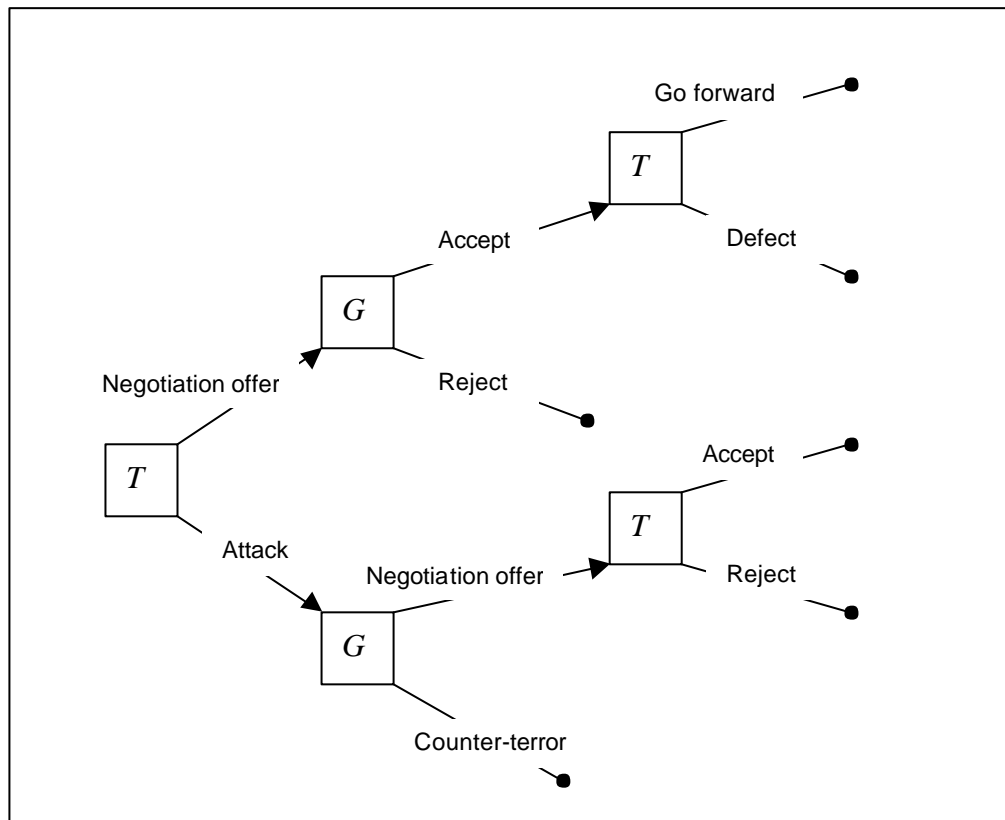 Go forward
T
Defect
Accept
G
Reject
Negotiation offer
T
Accept
T
Reject
Attack
Negotiation offer
G
Counter-terror